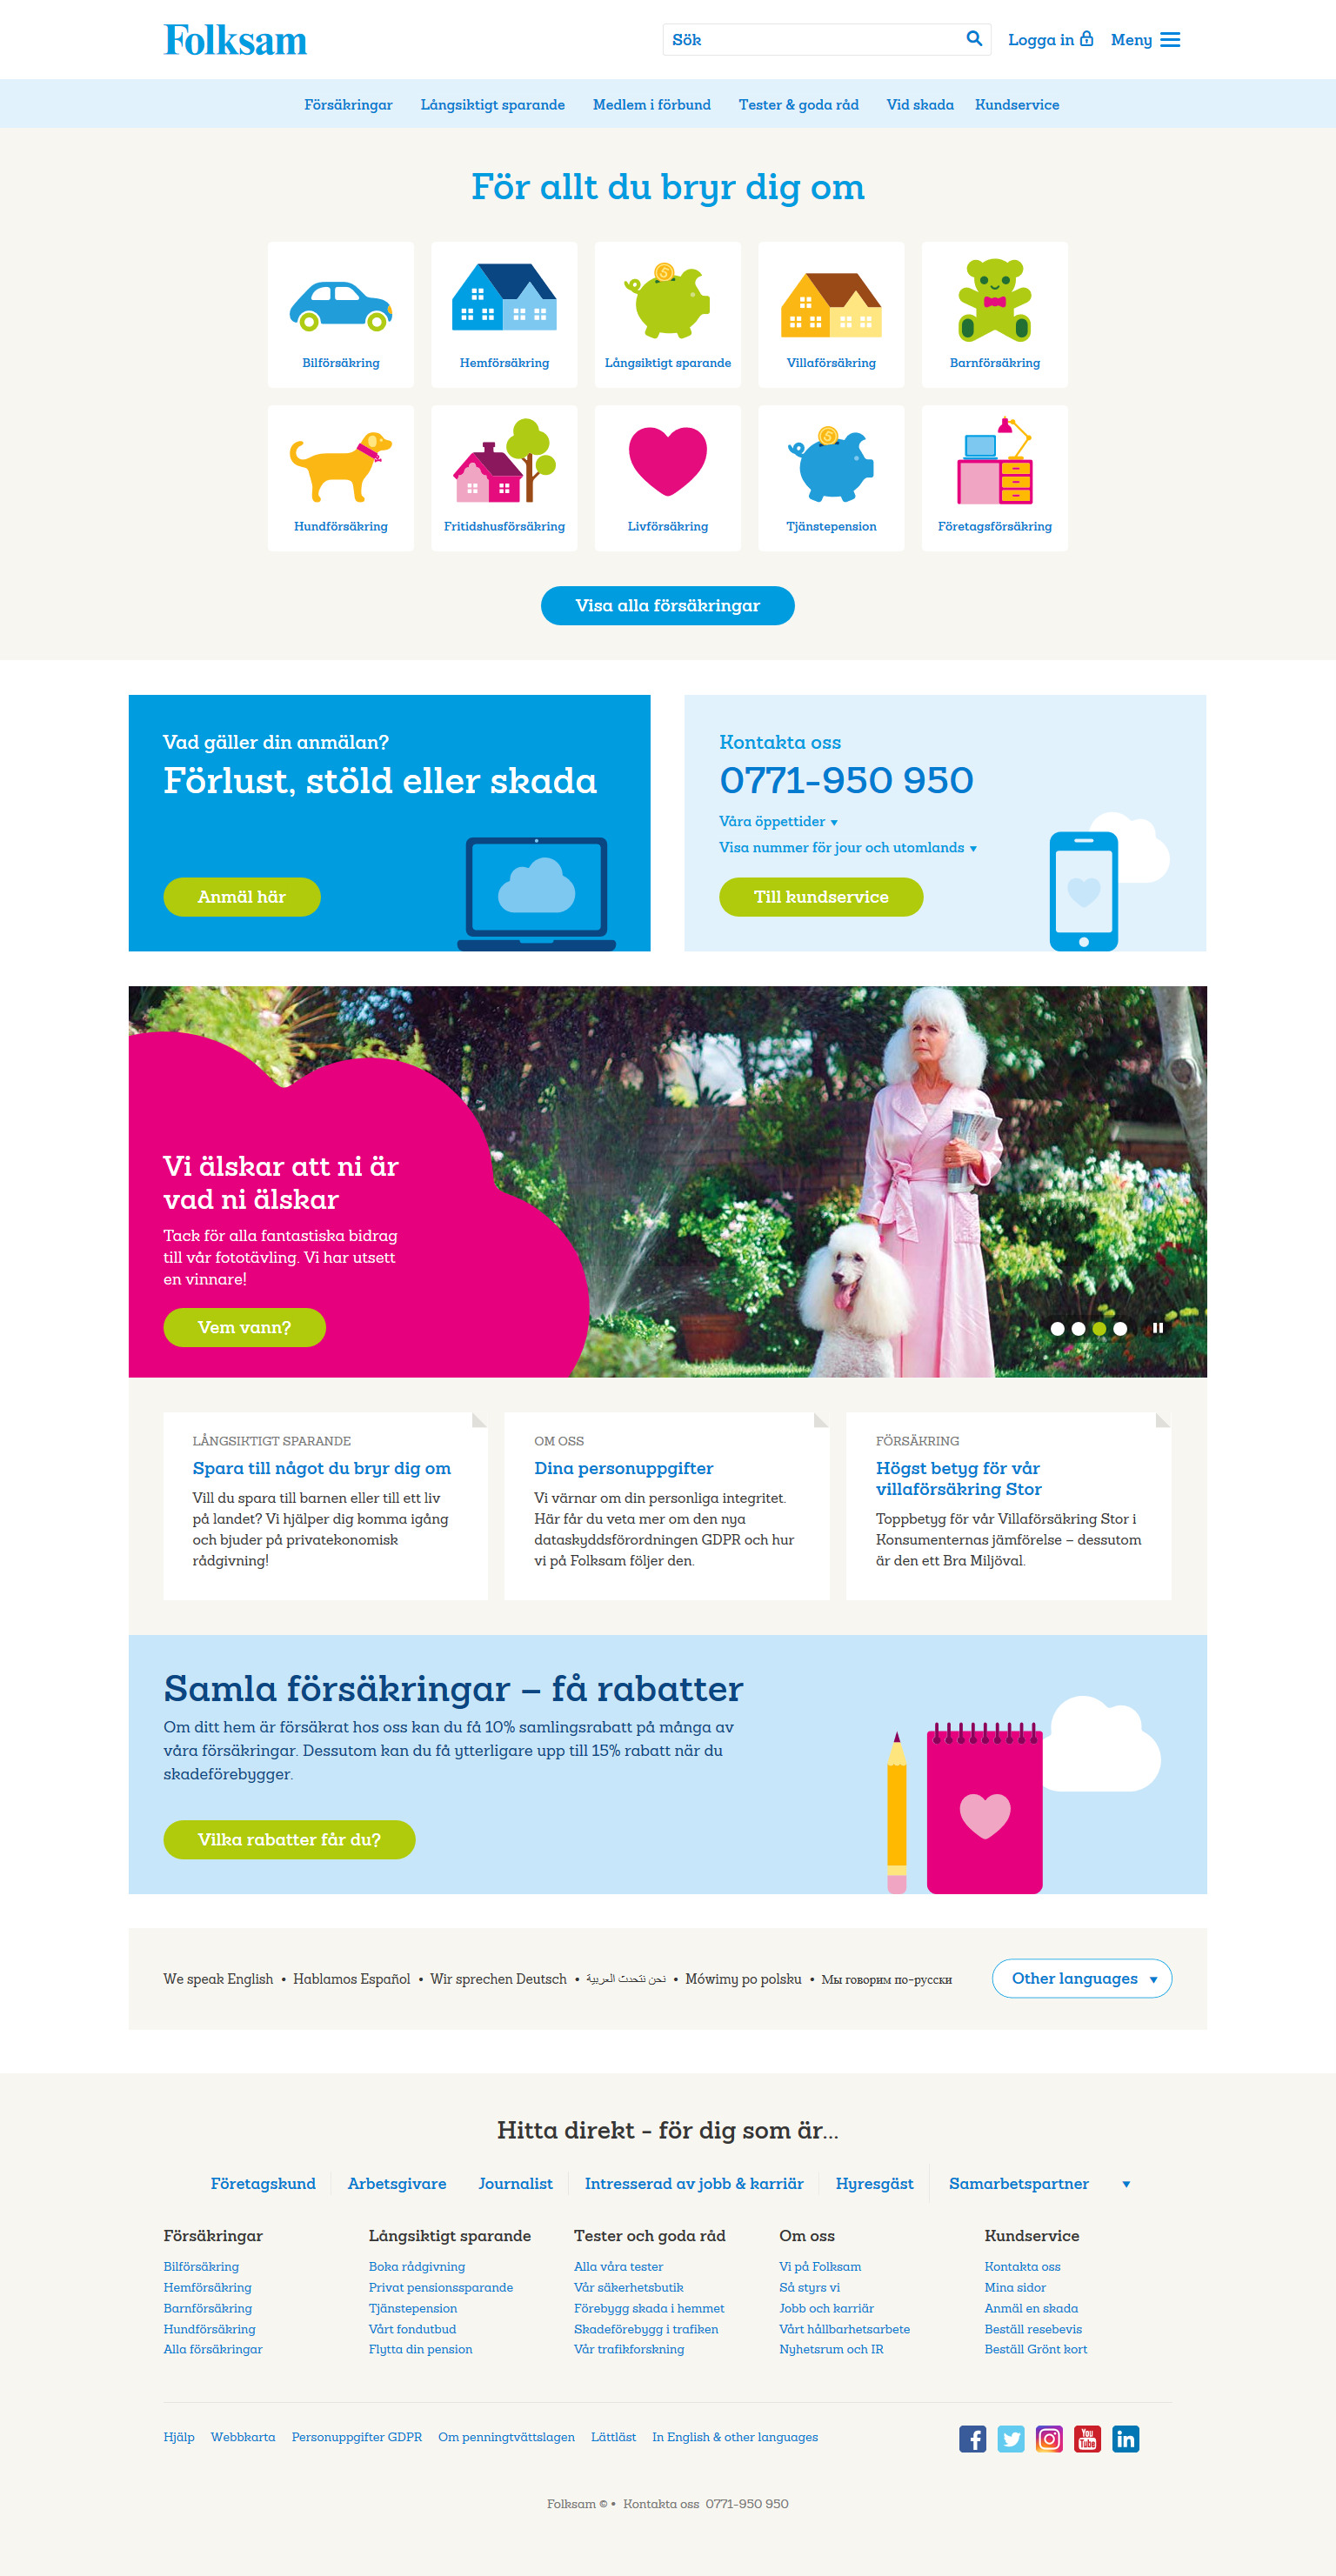 Folksam
Sök
Logga in
Meny
Försäkringar
Långsiktigt sparande
Medlem i förbund
Tester & goda råd
Vid skada
Kundservice
För allt du bryr dig om
Bilförsäkring
Hemförsäkring
Långsiktigt sparande
Villaförsäkring
Barnförsäkring
Hundförsäkring
Fritidshusförsäkring
Livförsäkring
Tjänstepension
Företagsförsäkring
Visa alla försäkringar
Vad gäller din anmälan?
Förlust, stöld eller skada
Anmäl här
Kontakta oss
0771-950 950
Våra öppettider
Visa nummer för jour och utomlands
Till kundservice
Vi älskar att ni är
vad ni älskar
Tack för alla fantastiska bidrag
till vår fototävling. Vi har utsett
en vinnare!
Vem vann?
LÅNGSIKTIGT SPARANDE
Spara till något du bryr dig om
Vill du spara till barnen eller till ett liv
på landet? Vi hjälper dig komma igång
och bjuder på privatekonomisk
rådgivning!
OM OSS
Dina personuppgifter
Vi värnar om din personliga integritet.
Här får du veta mer om den nya
dataskyddsförordningen GDPR och hur
vi på Folksam följer den.
FÖRSÄKRING
Högst betyg för vår
villaförsäkring Stor
Toppbetyg för vår Villaförsäkring Stor i
Konsumenternas jämförelse – dessutom
är den ett Bra Miljöval.
Samla försäkringar – få rabatter
Om ditt hem är försäkrat hos oss kan du få 10% samlingsrabatt på många av
våra försäkringar. Dessutom kan du få ytterligare upp till 15% rabatt när du
skadeförebygger.
Vilka rabatter får du?
We speak English • Hablamos Español • Wir sprechen Deutsch • نحن نتحدث العربية • Mówimy po polsku • Мы говорим по-русски
Other languages
Hitta direkt - för dig som är...
Företagskund
Arbetsgivare
Journalist
Intresserad av jobb & karriär
Hyresgäst
Samarbetspartner
Försäkringar
Bilförsäkring
Hemförsäkring
Barnförsäkring
Hundförsäkring
Alla försäkringar
Långsiktigt sparande
Boka rådgivning
Privat pensionssparande
Tjänstepension
Vårt fondutbud
Flytta din pension
Tester och goda råd
Alla våra tester
Vår säkerhetsbutik
Förebygg skada i hemmet
Skadeförebygg i trafiken
Vår trafikforskning
Om oss
Vi på Folksam
Så styrs vi
Jobb och karriär
Vårt hållbarhetsarbete
Nyhetsrum och IR
Kundservice
Kontakta oss
Mina sidor
Anmäl en skada
Beställ resebevis
Beställ Grönt kort
Hjälp
Webbkarta
Personuppgifter GDPR
Om penningtvättslagen
Lättläst
In English & other languages
f
You
Tube
in
Folksam © • Kontakta oss 0771-950 950